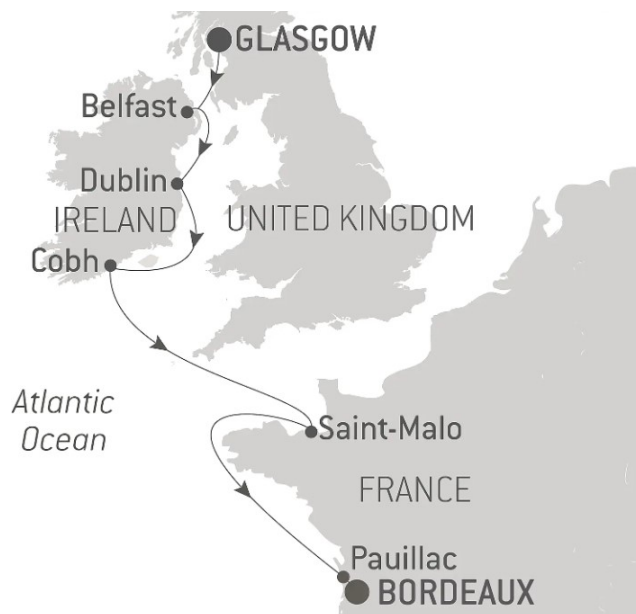 GLASGOW
Belfast
Dublin
IRELAND
UNITED KINGDOM
Cobh
Atlantic
Ocean
Saint-Malo
FRANCE
Pauillac
BORDEAUX